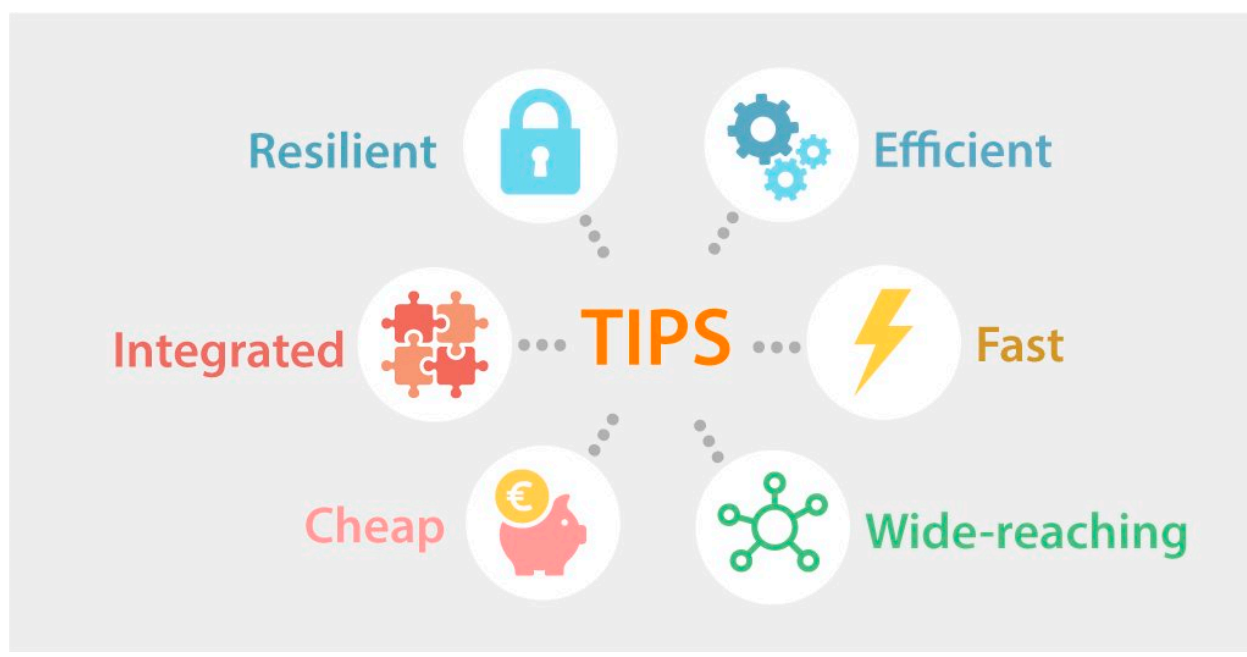 Resilient
Efficient
Integrated
TIPS
Fast
Cheap
€
Wide-reaching